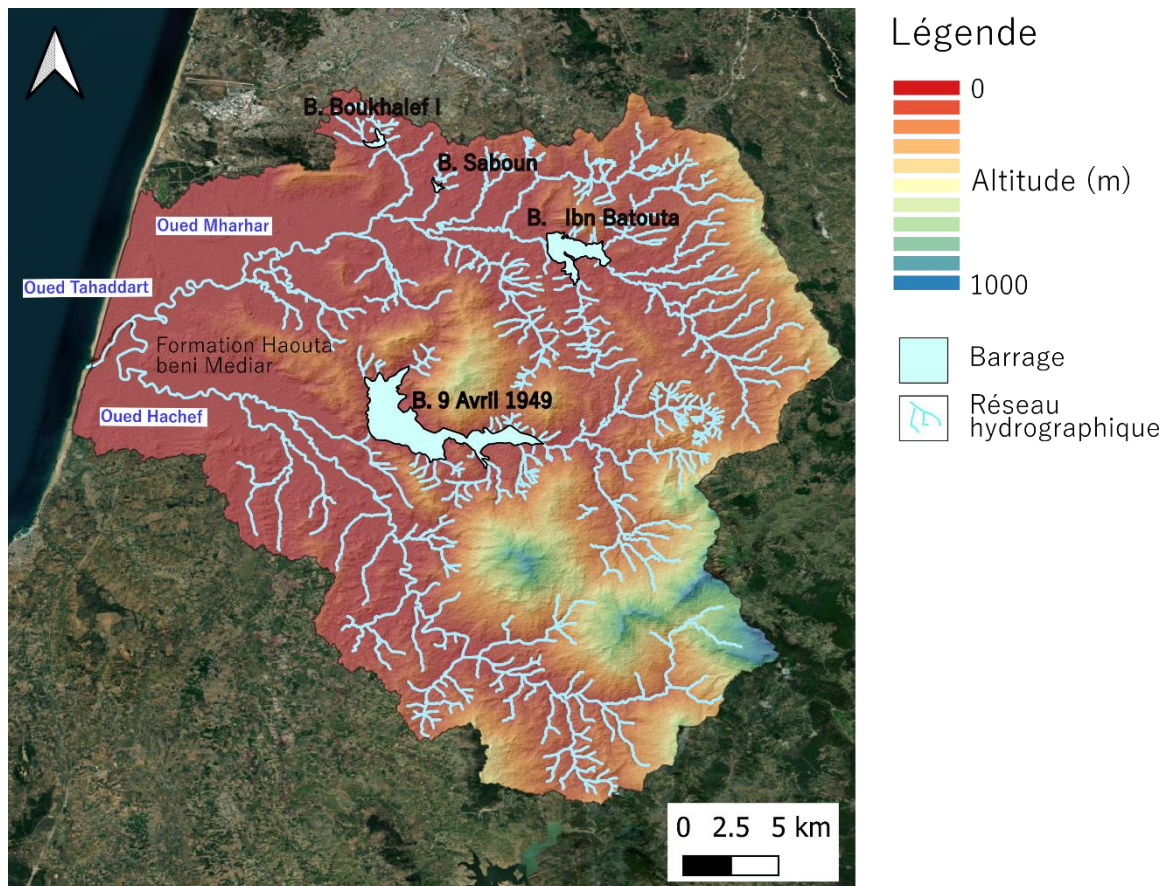 Légende
0
Altitude (m)
1000
Barrage
Réseau
hydrographique
B. Boukhalef I
B. Saboun
B. Ibn Batouta
Oued Mharhar
Oued Tahaddart
Formation Haouta
beni Mediar
B. 9 Avril 1949
Oued Hachef
0 2.5 5 km